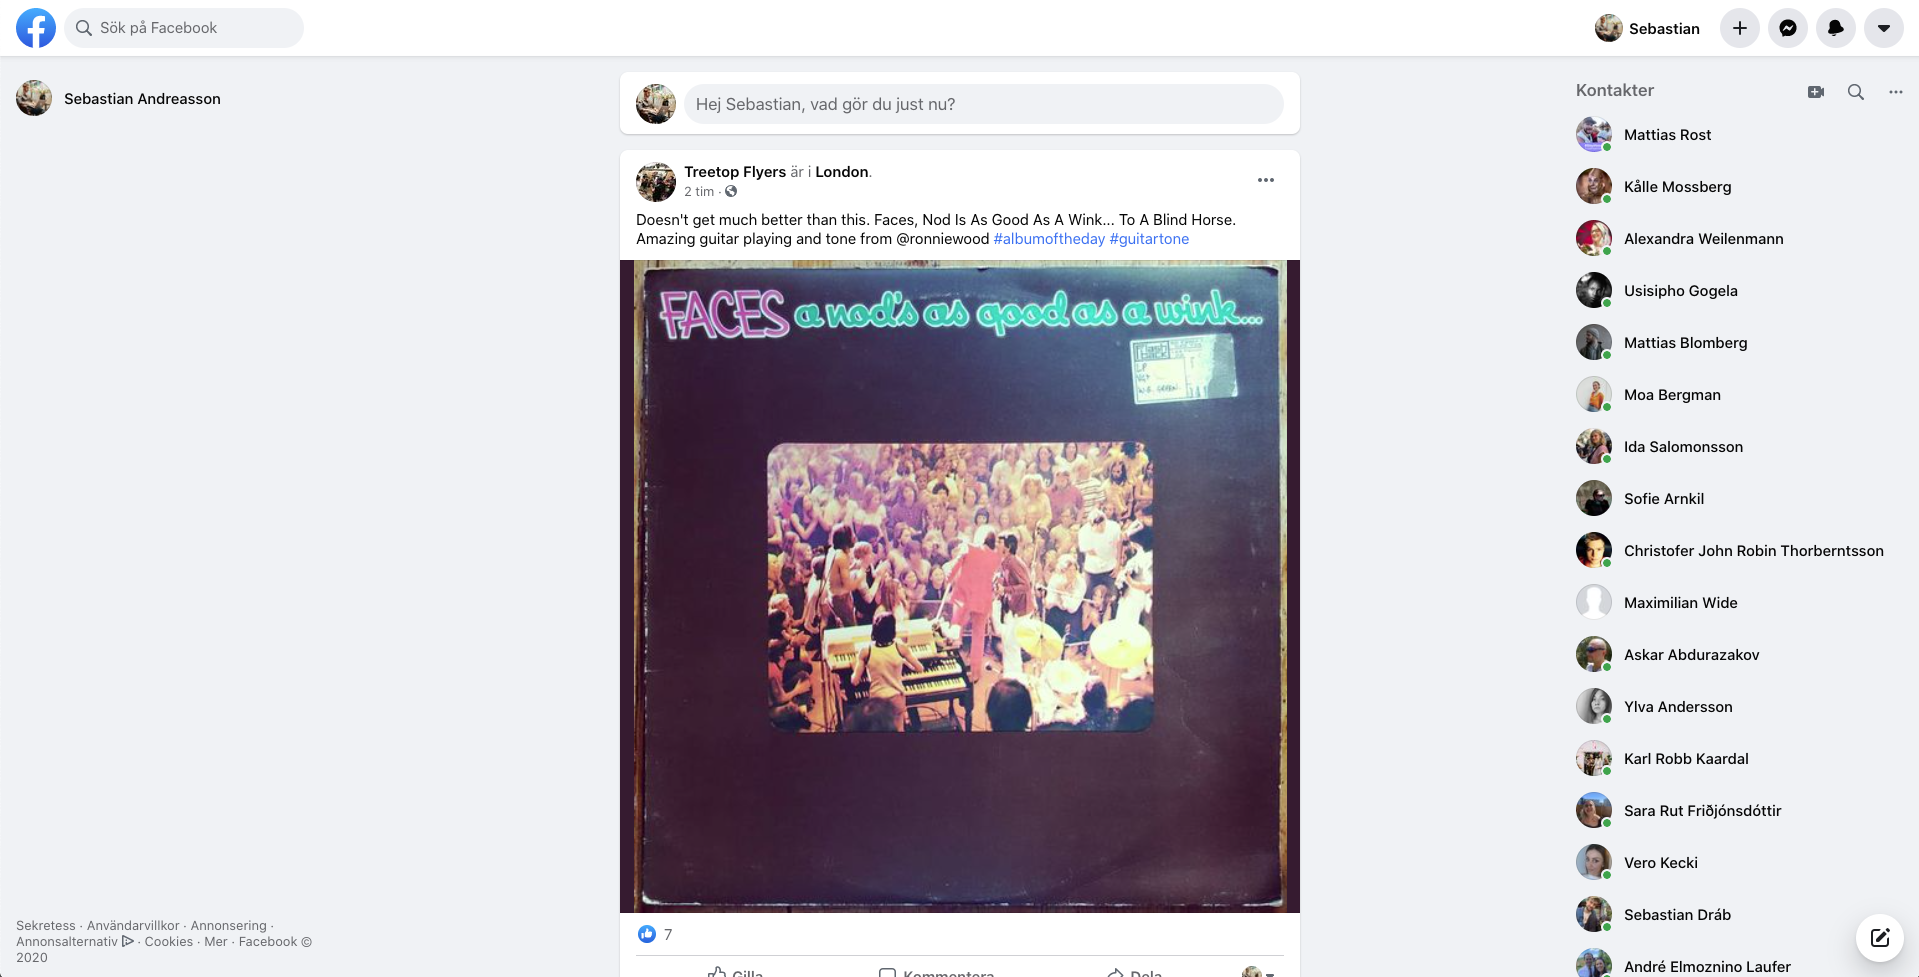 Sök på Facebook
Sebastian
Sebastian Andreasson
Hej Sebastian, vad gör du just nu?
Treetop Flyers är i London.
2 tim ·
Doesn't get much better than this. Faces, Nod Is As Good As A Wink... To A Blind Horse.
Amazing guitar playing and tone from @ronniewood #albumoftheday #guitartone
FACES a nod's as good as a wink...
LP
7
Gilla
Kommentera
Dela
Kontakter
Mattias Rost
Kålle Mossberg
Alexandra Weilenmann
Usisipho Gogela
Mattias Blomberg
Moa Bergman
Ida Salomonsson
Sofie Arnkil
Christofer John Robin Thorberntsson
Maximilian Wide
Askar Abdurazakov
Ylva Andersson
Karl Robb Kaardal
Sara Rut Friðjónsdóttir
Vero Kecki
Sebastian Dráb
André Elmoznino Laufer
Sekretess · Användarvillkor · Annonsering ·
Annonsalternativ · Cookies · Mer · Facebook ©
2020